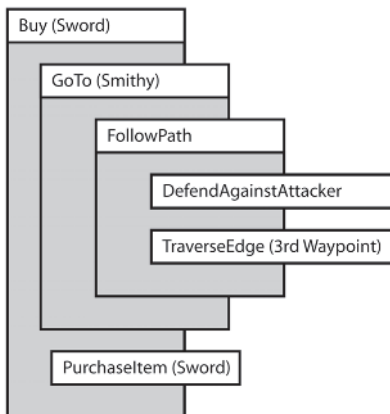 Buy (Sword)
GoTo (Smithy)
FollowPath
DefendAgainstAttacker
TraverseEdge (3rd Waypoint)
PurchaseItem (Sword)